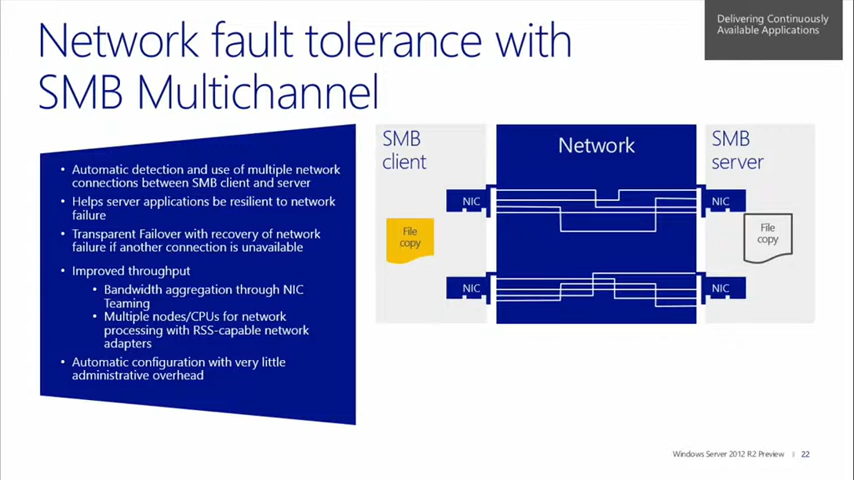 Delivering Continuously
Available Applications
Network fault tolerance with
SMB Multichannel
• Automatic detection and use of multiple network
connections between SMB client and server
• Helps server applications be resilient to network
failure
• Transparent Failover with recovery of network
failure if another connection is unavailable
• Improved throughput
• Bandwidth aggregation through NIC
Teaming
• Multiple nodes/CPUs for network
processing with RSS-capable network
adapters
• Automatic configuration with very little
administrative overhead
SMB
client
Network
SMB
server
NIC
NIC
File
copy
File
copy
NIC
NIC
Windows Server 2012 R2 Preview | 22